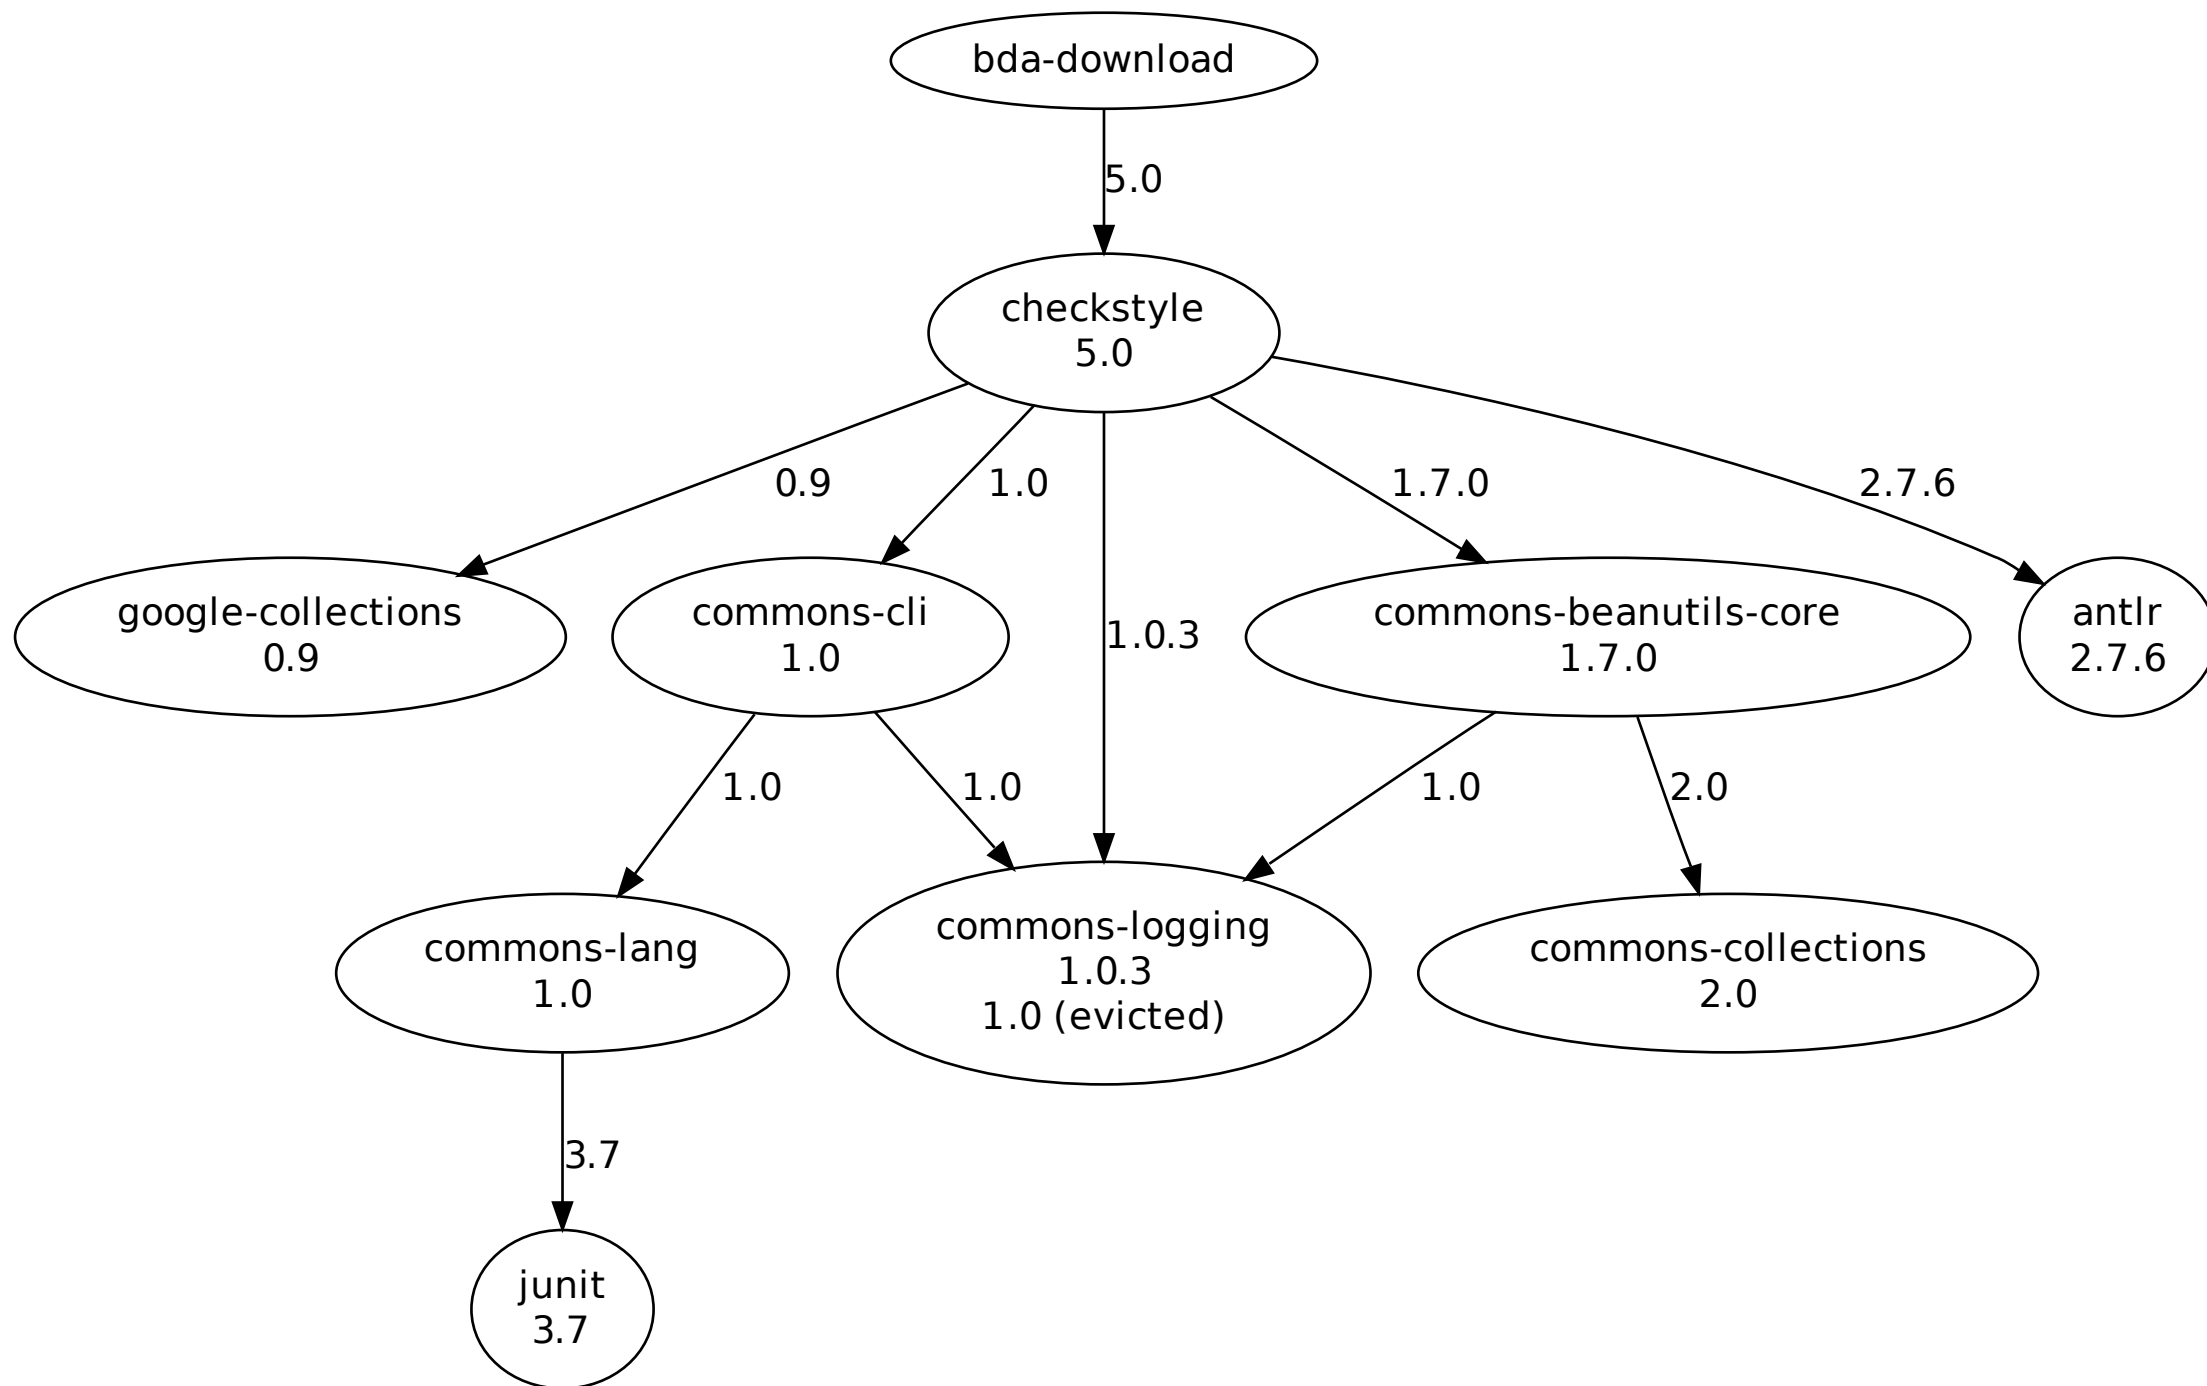 bda-download
5.0
checkstyle
5.0
0.9
1.0
1.7.0
2.7.6
google-collections
0.9
commons-cli
1.0
1.0.3
commons-beanutils-core
1.7.0
antlr
2.7.6
1.0
1.0
1.0
2.0
commons-lang
1.0
commons-logging
1.0.3
1.0 (evicted)
commons-collections
2.0
3.7
junit
3.7